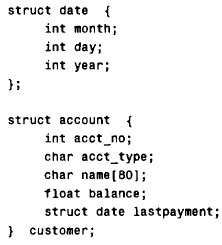 struct date {
int month;
int day;
int year;
};
struct account {
int acct_no;
char acct_type;
char name[80];
float balance;
struct date lastpayment;
} customer;